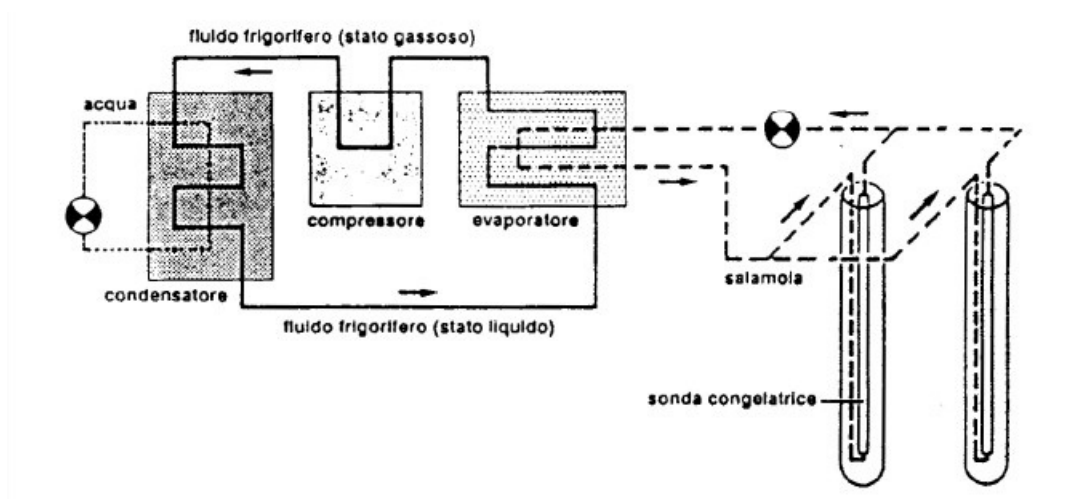 fluido frigorifero (stato gassoso)
acqua
compressore
evaporatore
condensatore
salamoia
fluido frigorifero (stato liquido)
sonda congelatrice